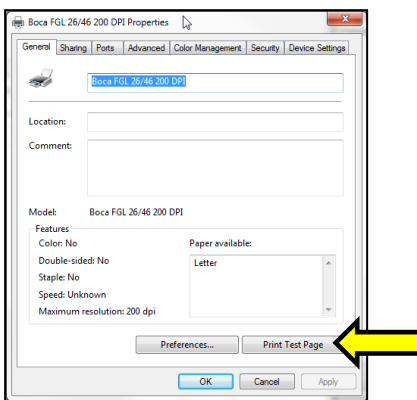 Boca FGL 26/46 200 DPI Properties
General Sharing Ports Advanced Color Management Security Device Settings
Boca FGL 26/46 200 DPI
Location:
Comment:
Model: Boca FGL 26/46 200 DPI
Features
Color: No Paper available:
Double-sided: No Letter
Staple: No
Speed: Unknown
Maximum resolution: 200 dpi
Preferences... Print Test Page
OK Cancel Apply